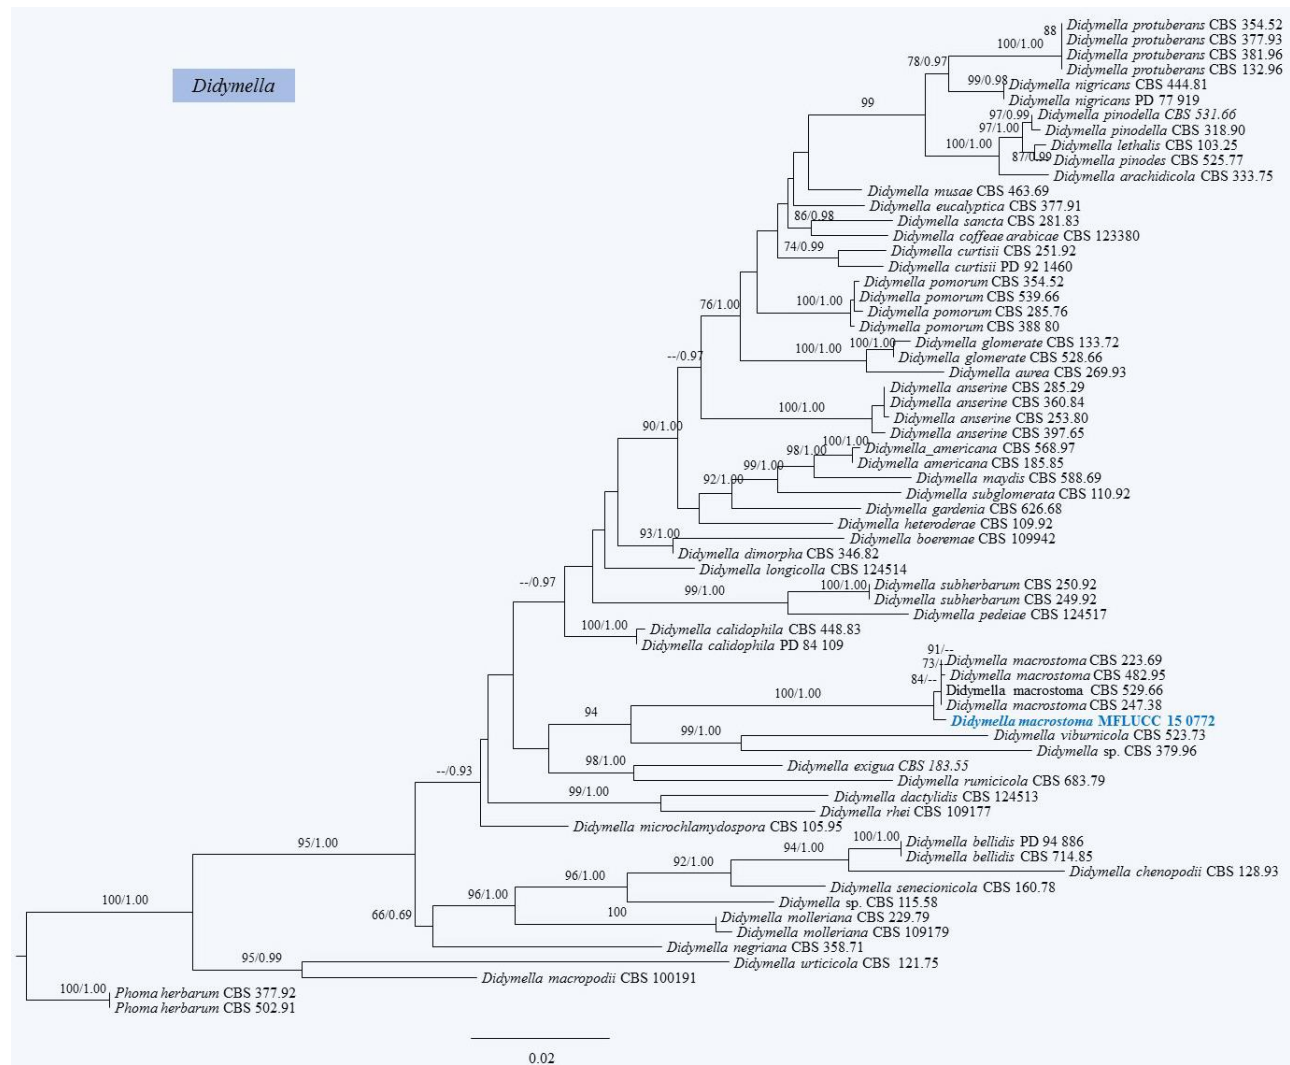 88
Didymella protuberans CBS 354.52
Didymella protuberans CBS 377.93
100/1.00
Didymella protuberans CBS 381.96
78/0.97
Didymella protuberans CBS 132.96
Didymella
99/0.98
Didymella nigricans CBS 444.81
Didymella nigricans PD 77 919
99
97/0.99
Didymella pinodella CBS 531.66
97/1.00
Didymella pinodella CBS 318.90
100/1.00
Didymella lethalis CBS 103.25
87/0.99
Didymella pinodes CBS 525.77
Didymella arachidicola CBS 333.75
Didymella musae CBS 463.69
Didymella eucalyptica CBS 377.91
86/0.98
Didymella sancta CBS 281.83
Didymella coffeae arabicae CBS 123380
74/0.99
Didymella curtisii CBS 251.92
Didymella curtisii PD 92 1460
Didymella pomorum CBS 354.52
76/1.00
100/1.00
Didymella pomorum CBS 539.66
Didymella pomorum CBS 285.76
Didymella pomorum CBS 388 80
100/1.00
100/1.00
Didymella glomerate CBS 133.72
--/0.97
Didymella glomerate CBS 528.66
Didymella aurea CBS 269.93
Didymella anserine CBS 285.29
100/1.00
Didymella anserine CBS 360.84
Didymella anserine CBS 253.80
90/1.00
Didymella anserine CBS 397.65
98/1.00
100/1.00
Didymella_americana CBS 568.97
99/1.00
Didymella americana CBS 185.85
92/1.00
Didymella maydis CBS 588.69
Didymella subglomerata CBS 110.92
Didymella gardenia CBS 626.68
Didymella heteroderae CBS 109.92
93/1.00
Didymella boeremae CBS 109942
Didymella dimorpha CBS 346.82
Didymella longicolla CBS 124514
--/0.97
99/1.00
100/1.00
Didymella subherbarum CBS 250.92
Didymella subherbarum CBS 249.92
Didymella pedeiae CBS 124517
100/1.00
Didymella calidophila CBS 448.83
Didymella calidophila PD 84 109
91/--
73/
Didymella macrostoma CBS 223.69
84/--
Didymella macrostoma CBS 482.95
100/1.00
Didymella macrostoma CBS 529.66
Didymella macrostoma CBS 247.38
94
Didymella macrostoma MFLUCC 15 0772
99/1.00
Didymella viburnicola CBS 523.73
Didymella sp. CBS 379.96
98/1.00
Didymella exigua CBS 183.55
--/0.93
Didymella rumicicola CBS 683.79
99/1.00
Didymella dactylidis CBS 124513
Didymella rhei CBS 109177
Didymella microchlamydospora CBS 105.95
95/1.00
100/1.00
Didymella bellidis PD 94 886
94/1.00
Didymella bellidis CBS 714.85
92/1.00
Didymella chenopodii CBS 128.93
96/1.00
Didymella senecionicola CBS 160.78
100/1.00
96/1.00
Didymella sp. CBS 115.58
66/0.69
100
Didymella molleriana CBS 229.79
Didymella molleriana CBS 109179
Didymella negriana CBS 358.71
95/0.99
Didymella urticicola CBS 121.75
Didymella macropodii CBS 100191
100/1.00
Phoma herbarum CBS 377.92
Phoma herbarum CBS 502.91
0.02